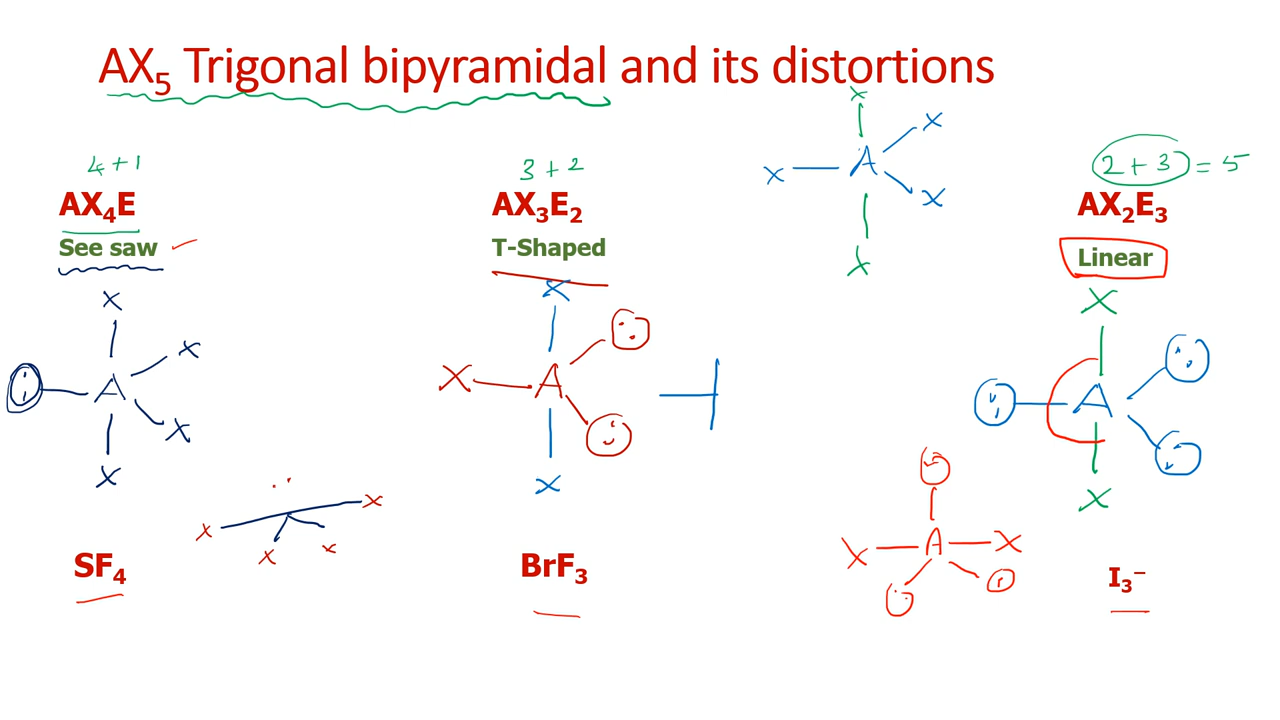 AX₅ Trigonal bipyramidal and its distortions
4+1
AX₄E
See saw
X
A
X
X
X
X
X
X
X
SF₄
3+2
AX₃E₂
T-Shaped
X
X
A
X
BrF₃
X
X
A
X
X
X
2+3 = 5
AX₂E₃
Linear
X
A
X
X
A
X
I₃⁻